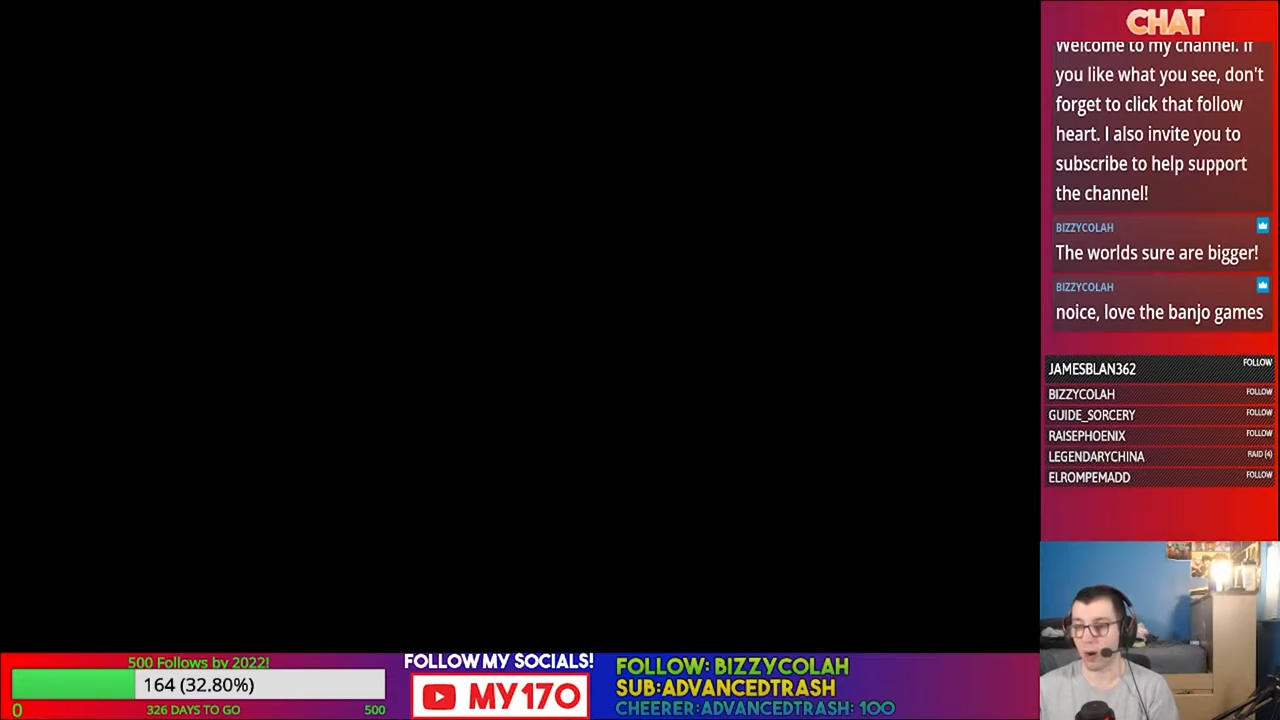 CHAT
Welcome to my channel. If
you like what you see, don't
forget to click that follow
heart. I also invite you to
subscribe to help support
the channel!
BIZZYCOLAH
The worlds sure are bigger!
BIZZYCOLAH
noice, love the banjo games
JAMESBLAN362 FOLLOW
BIZZYCOLAH FOLLOW
GUIDE_SORCERY FOLLOW
RAISEPHOENIX FOLLOW
LEGENDARYCHINA RAID (4)
ELROMPEMADD FOLLOW
500 Follows by 2022!
164 (32.80%)
0 326 DAYS TO GO 500
FOLLOW MY SOCIALS!
MY170
FOLLOW: BIZZYCOLAH
SUB:ADVANCEDTRASH
CHEERER:ADVANCEDTRASH: 100